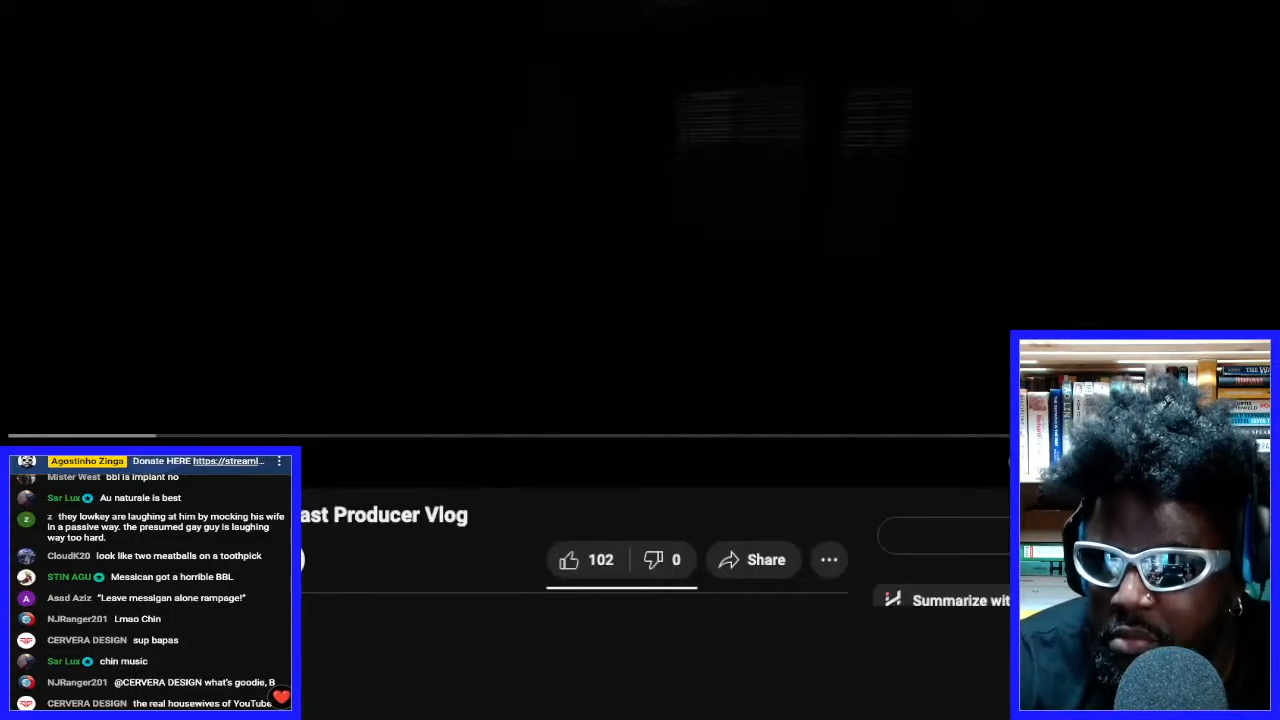 Agostinho Zinga Donate HERE https://streaml...
Mister West bbl is implant no
Sar Lux Au naturale is best
z they lowkey are laughing at him by mocking his wife
in a passive way. the presumed gay guy is laughing
way too hard.
CloudK20 look like two meatballs on a toothpick
STIN AGU Messican got a horrible BBL
Asad Aziz “Leave messigan alone rampage!”
NJRanger201 Lmao Chin
CERVERA DESIGN sup bapas
Sar Lux chin music
NJRanger201 @CERVERA DESIGN what's goodie, B
CERVERA DESIGN the real housewives of YouTube
ast Producer Vlog
102 0 Share
Summarize wit
TAO LIN